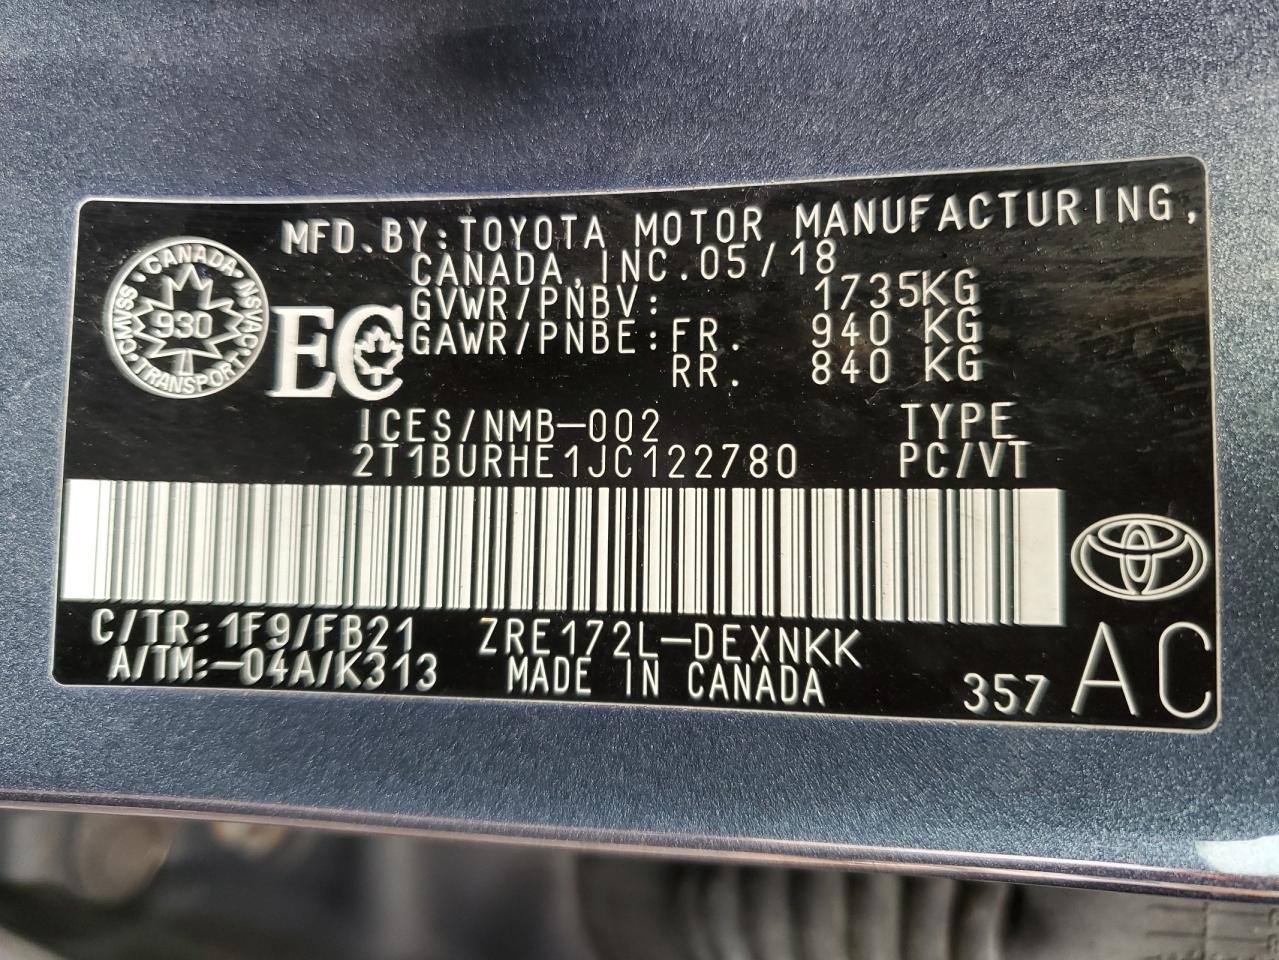 MFD.BY:TOYOTA MOTOR MANUFACTURING,
CANADA, INC. 05/18
GVWR/PNBV: 1735KG
GAWR/PNBE:FR. 940 KG
RR. 840 KG
CANADA
930
TRANSPORT
CMVSS · NSVAC
EC
ICES/NMB-002 TYPE
2T1BURHE1JC122780 PC/VT
C/TR:1F9/FB21 ZRE172L-DEXNKK
A/TM:-04A/K313 MADE IN CANADA
357 AC